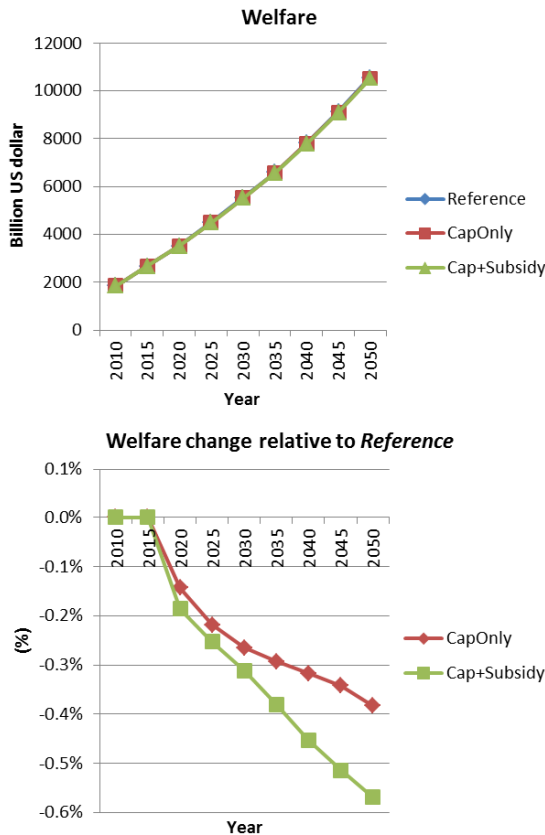 Welfare
12000
10000
8000
6000
4000
2000
0
Billion US dollar
2010 2015 2020 2025 2030 2035 2040 2045 2050
Year
Reference
CapOnly
Cap+Subsidy
Welfare change relative to Reference
0.1%
0.0%
-0.1%
-0.2%
-0.3%
-0.4%
-0.5%
-0.6%
(%)
2010 2015 2020 2025 2030 2035 2040 2045 2050
Year
CapOnly
Cap+Subsidy